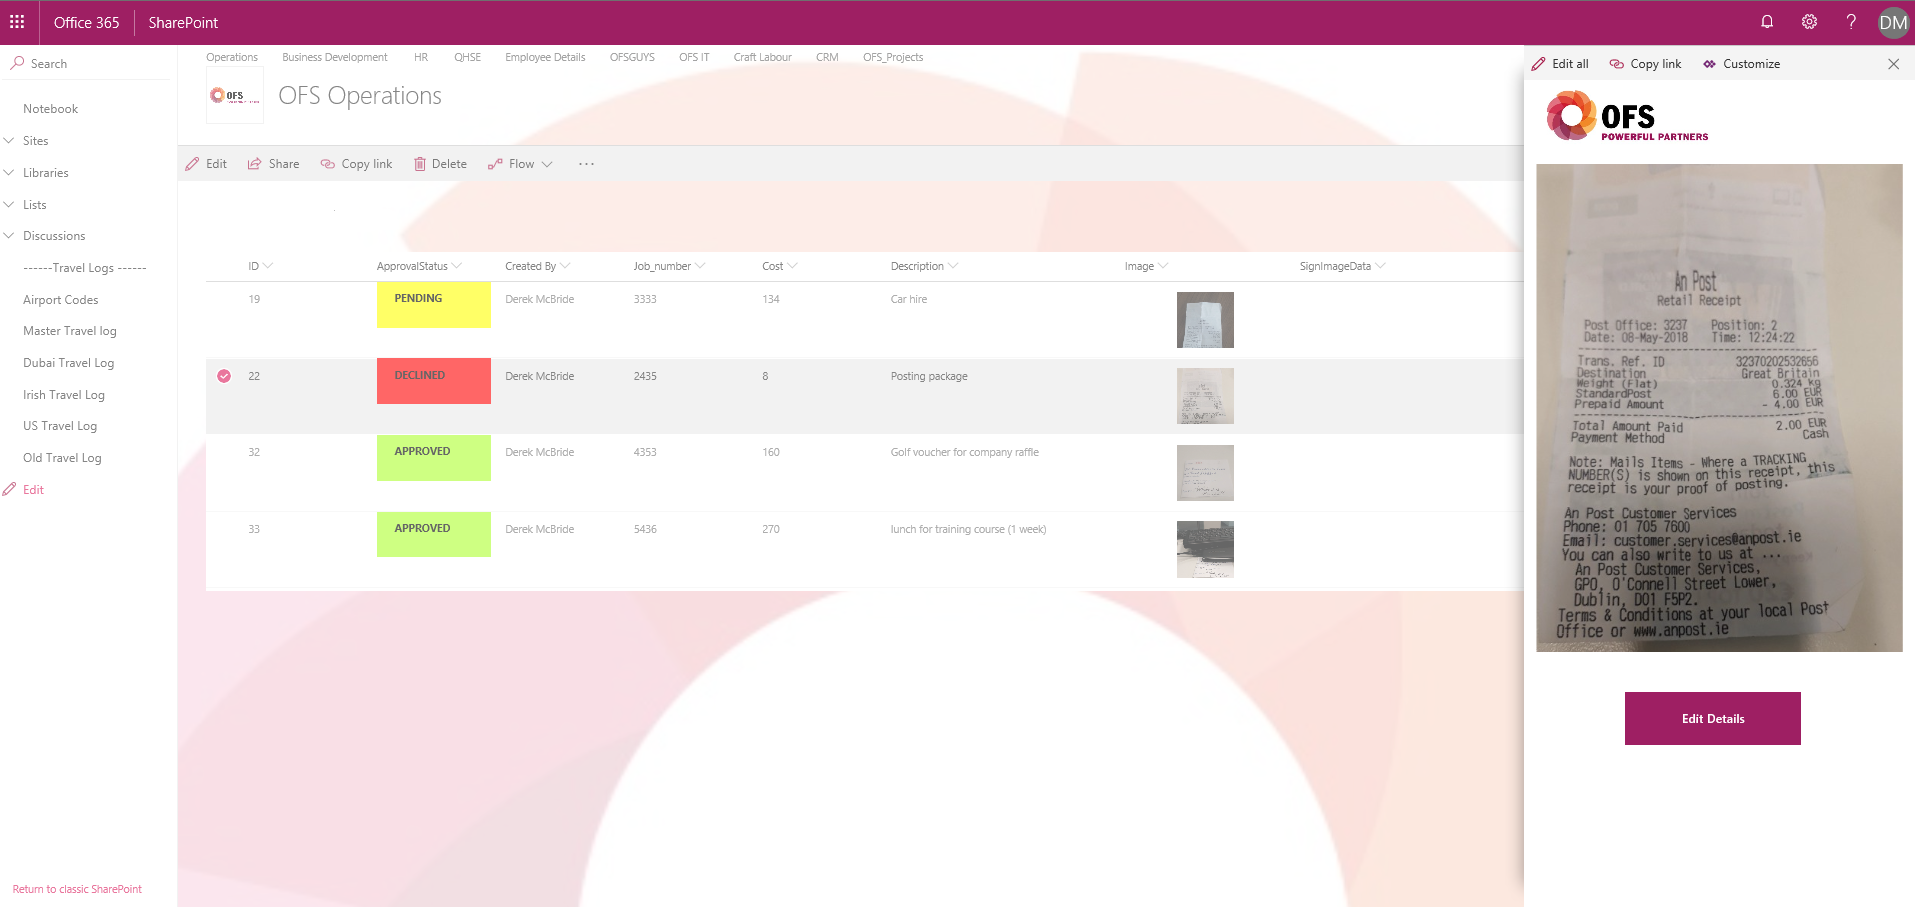 Office 365 SharePoint DM
Search
Notebook
Sites
Libraries
Lists
Discussions
------Travel Logs ------
Airport Codes
Master Travel log
Dubai Travel Log
Irish Travel Log
US Travel Log
Old Travel Log
Edit
Return to classic SharePoint
Operations Business Development HR QHSE Employee Details OFSGUYS OFS IT Craft Labour CRM OFS_Projects
OFS
OFS Operations
Edit Share Copy link Delete Flow ...
ID ApprovalStatus Created By Job_number Cost Description Image SignImageData
19 PENDING Derek McBride 3333 134 Car hire
22 DECLINED Derek McBride 2435 8 Posting package
32 APPROVED Derek McBride 4353 160 Golf voucher for company raffle
33 APPROVED Derek McBride 5436 270 lunch for training course (1 week)
Edit all Copy link Customize
OFS
POWERFUL PARTNERS
An Post
Retail Receipt
Post Office: 3237 Position: 2
Date: 08-May-2018 Time: 12:24:22
Trans. Ref. ID 32370202532656
Destination Great Britain
Weight (Flat) 0.324 kg
StandardPost 6.00 EUR
Prepaid Amount - 4.00 EUR
Total Amount Paid 2.00 EUR
Payment Method Cash
Note: Mails Items - Where a TRACKING
NUMBER(S) is shown on this receipt, this
receipt is your proof of posting.
An Post Customer Services
Phone: 01 705 7600
Email: customer.services@anpost.ie
You can also write to us at ...
An Post Customer Services,
GPO, O'Connell Street Lower,
Dublin, D01 F5P2.
Terms & Conditions at your local Post
Office or www.anpost.ie
Edit Details